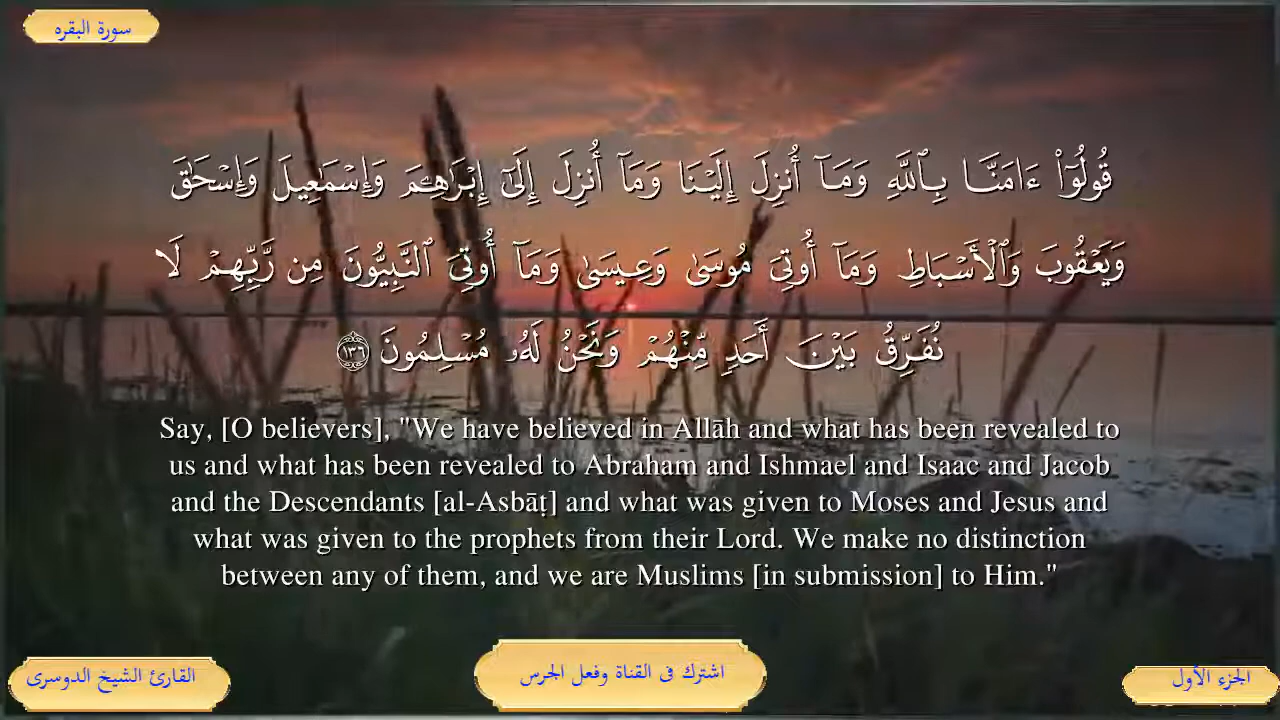 سورة البقره
قُولُوٓا۟ ءَامَنَّا بِٱللَّهِ وَمَآ أُنزِلَ إِلَيْنَا وَمَآ أُنزِلَ إِلَىٰٓ إِبْرَٰهِـۧمَ وَإِسْمَـٰعِيلَ وَإِسْحَـٰقَ
وَيَعْقُوبَ وَٱلْأَسْبَاطِ وَمَآ أُوتِىَ مُوسَىٰ وَعِيسَىٰ وَمَآ أُوتِىَ ٱلنَّبِيُّونَ مِن رَّبِّهِمْ لَا
نُفَرِّقُ بَيْنَ أَحَدٍ مِّنْهُمْ وَنَحْنُ لَهُۥ مُسْلِمُونَ ١٣٦
Say, [O believers], "We have believed in Allāh and what has been revealed to
us and what has been revealed to Abraham and Ishmael and Isaac and Jacob
and the Descendants [al-Asbāṭ] and what was given to Moses and Jesus and
what was given to the prophets from their Lord. We make no distinction
between any of them, and we are Muslims [in submission] to Him."
الجزء الأول
اشترك فى القناة وفعل الجرس
القارئ الشيخ الدوسرى